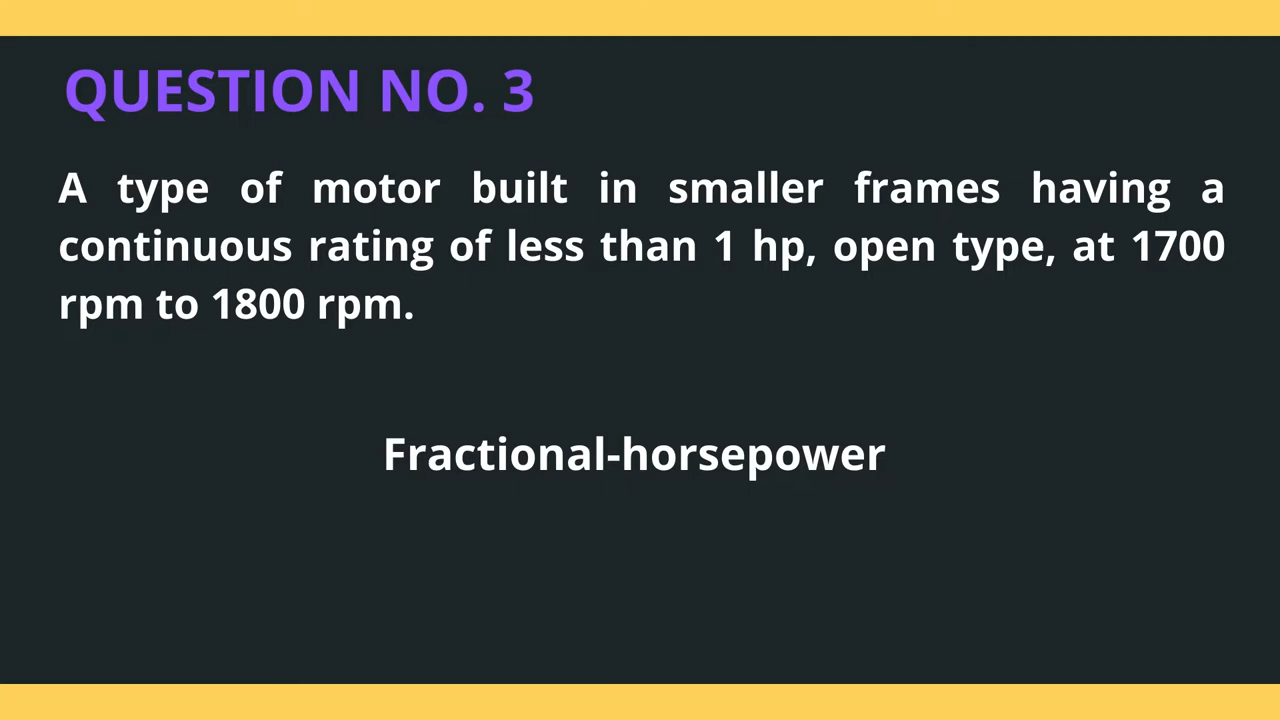 QUESTION NO. 3
A type of motor built in smaller frames having a
continuous rating of less than 1 hp, open type, at 1700
rpm to 1800 rpm.
Fractional-horsepower